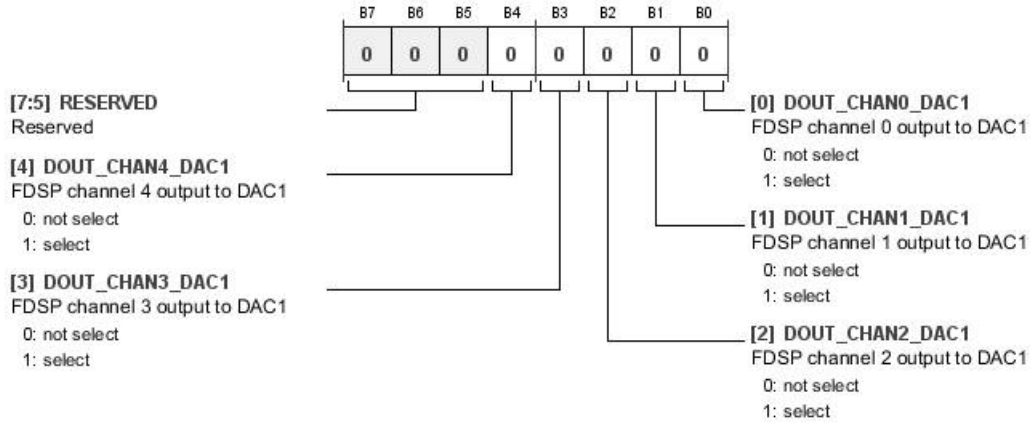 B7 B6 B5 B4 B3 B2 B1 B0
0 0 0 0 0 0 0 0
[7:5] RESERVED
Reserved
[4] DOUT_CHAN4_DAC1
FDSP channel 4 output to DAC1
0: not select
1: select
[3] DOUT_CHAN3_DAC1
FDSP channel 3 output to DAC1
0: not select
1: select
[0] DOUT_CHAN0_DAC1
FDSP channel 0 output to DAC1
0: not select
1: select
[1] DOUT_CHAN1_DAC1
FDSP channel 1 output to DAC1
0: not select
1: select
[2] DOUT_CHAN2_DAC1
FDSP channel 2 output to DAC1
0: not select
1: select